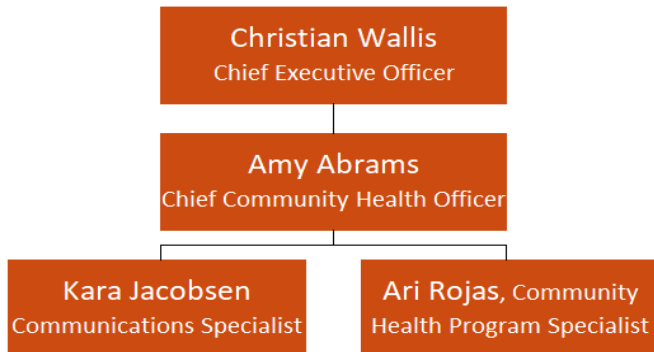 Christian Wallis
Chief Executive Officer
Amy Abrams
Chief Community Health Officer
Kara Jacobsen
Communications Specialist
Ari Rojas, Community
Health Program Specialist